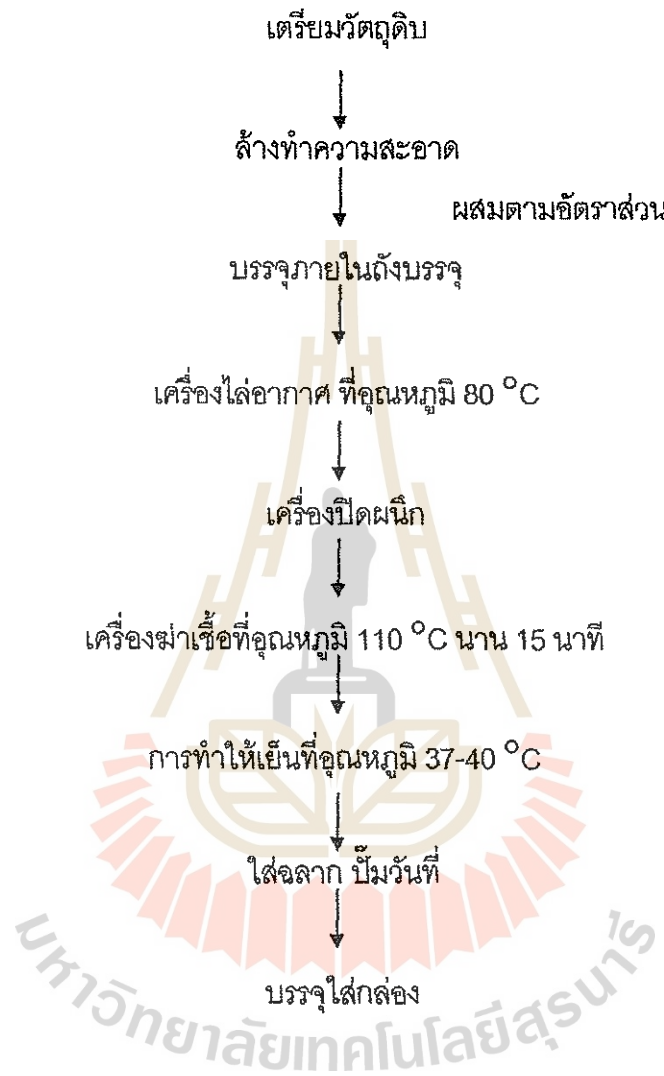 เตรียมวัตถุดิบ
ล้างทำความสะอาด
ผสมตามอัตราส่วน
บรรจุภายในถังบรรจุ
เครื่องไล่อากาศ ที่อุณหภูมิ 80 °C
เครื่องปิดผนึก
เครื่องฆ่าเชื้อที่อุณหภูมิ 110 °C นาน 15 นาที
การทำให้เย็นที่อุณหภูมิ 37-40 °C
ใส่ฉลาก ปั๊มวันที่
บรรจุใส่กล่อง
มหาวิทยาลัยเทคโนโลยีสุรนารี